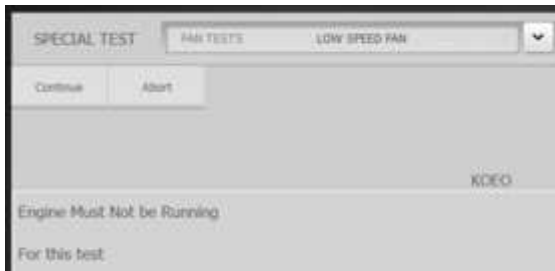 SPECIAL TEST FAN TESTS LOW SPEED FAN
Continue Abort
KOEO
Engine Must Not be Running
For this test